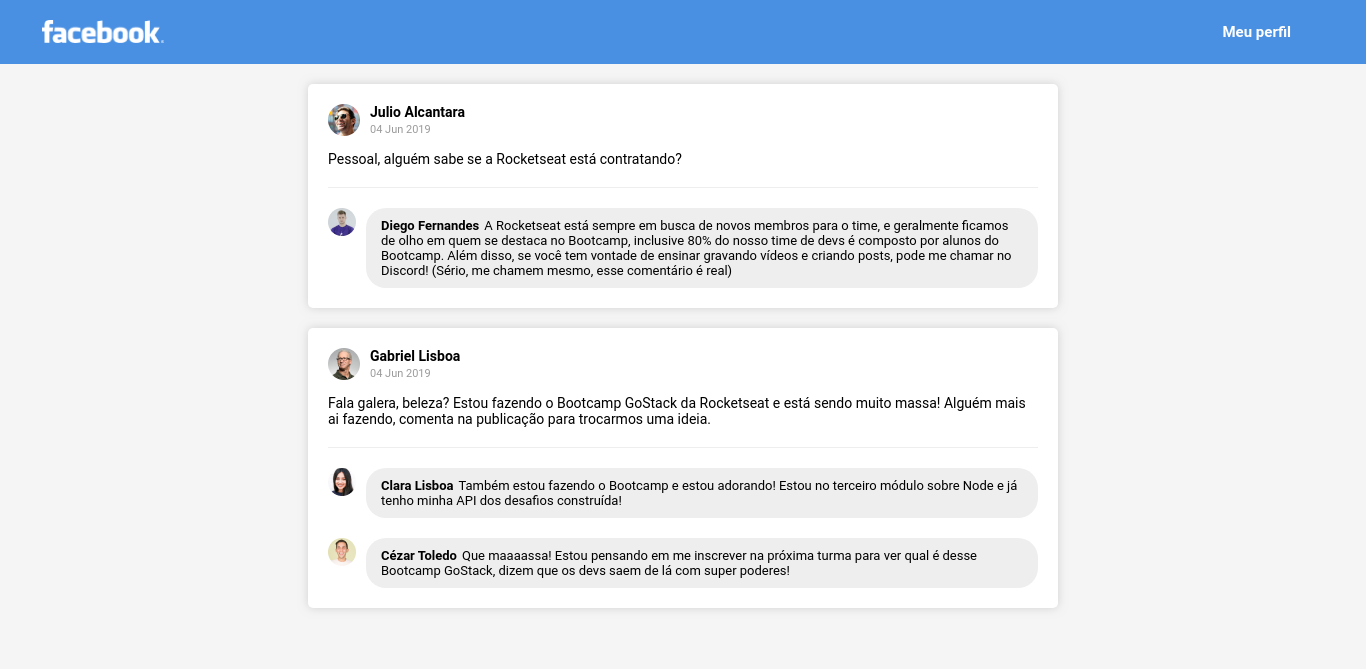 facebook.
Meu perfil
Julio Alcantara
04 Jun 2019
Pessoal, alguém sabe se a Rocketseat está contratando?
Diego Fernandes A Rocketseat está sempre em busca de novos membros para o time, e geralmente ficamos
de olho em quem se destaca no Bootcamp, inclusive 80% do nosso time de devs é composto por alunos do
Bootcamp. Além disso, se você tem vontade de ensinar gravando vídeos e criando posts, pode me chamar no
Discord! (Sério, me chamem mesmo, esse comentário é real)
Gabriel Lisboa
04 Jun 2019
Fala galera, beleza? Estou fazendo o Bootcamp GoStack da Rocketseat e está sendo muito massa! Alguém mais
ai fazendo, comenta na publicação para trocarmos uma ideia.
Clara Lisboa Também estou fazendo o Bootcamp e estou adorando! Estou no terceiro módulo sobre Node e já
tenho minha API dos desafios construída!
Cézar Toledo Que maaaassa! Estou pensando em me inscrever na próxima turma para ver qual é desse
Bootcamp GoStack, dizem que os devs saem de lá com super poderes!